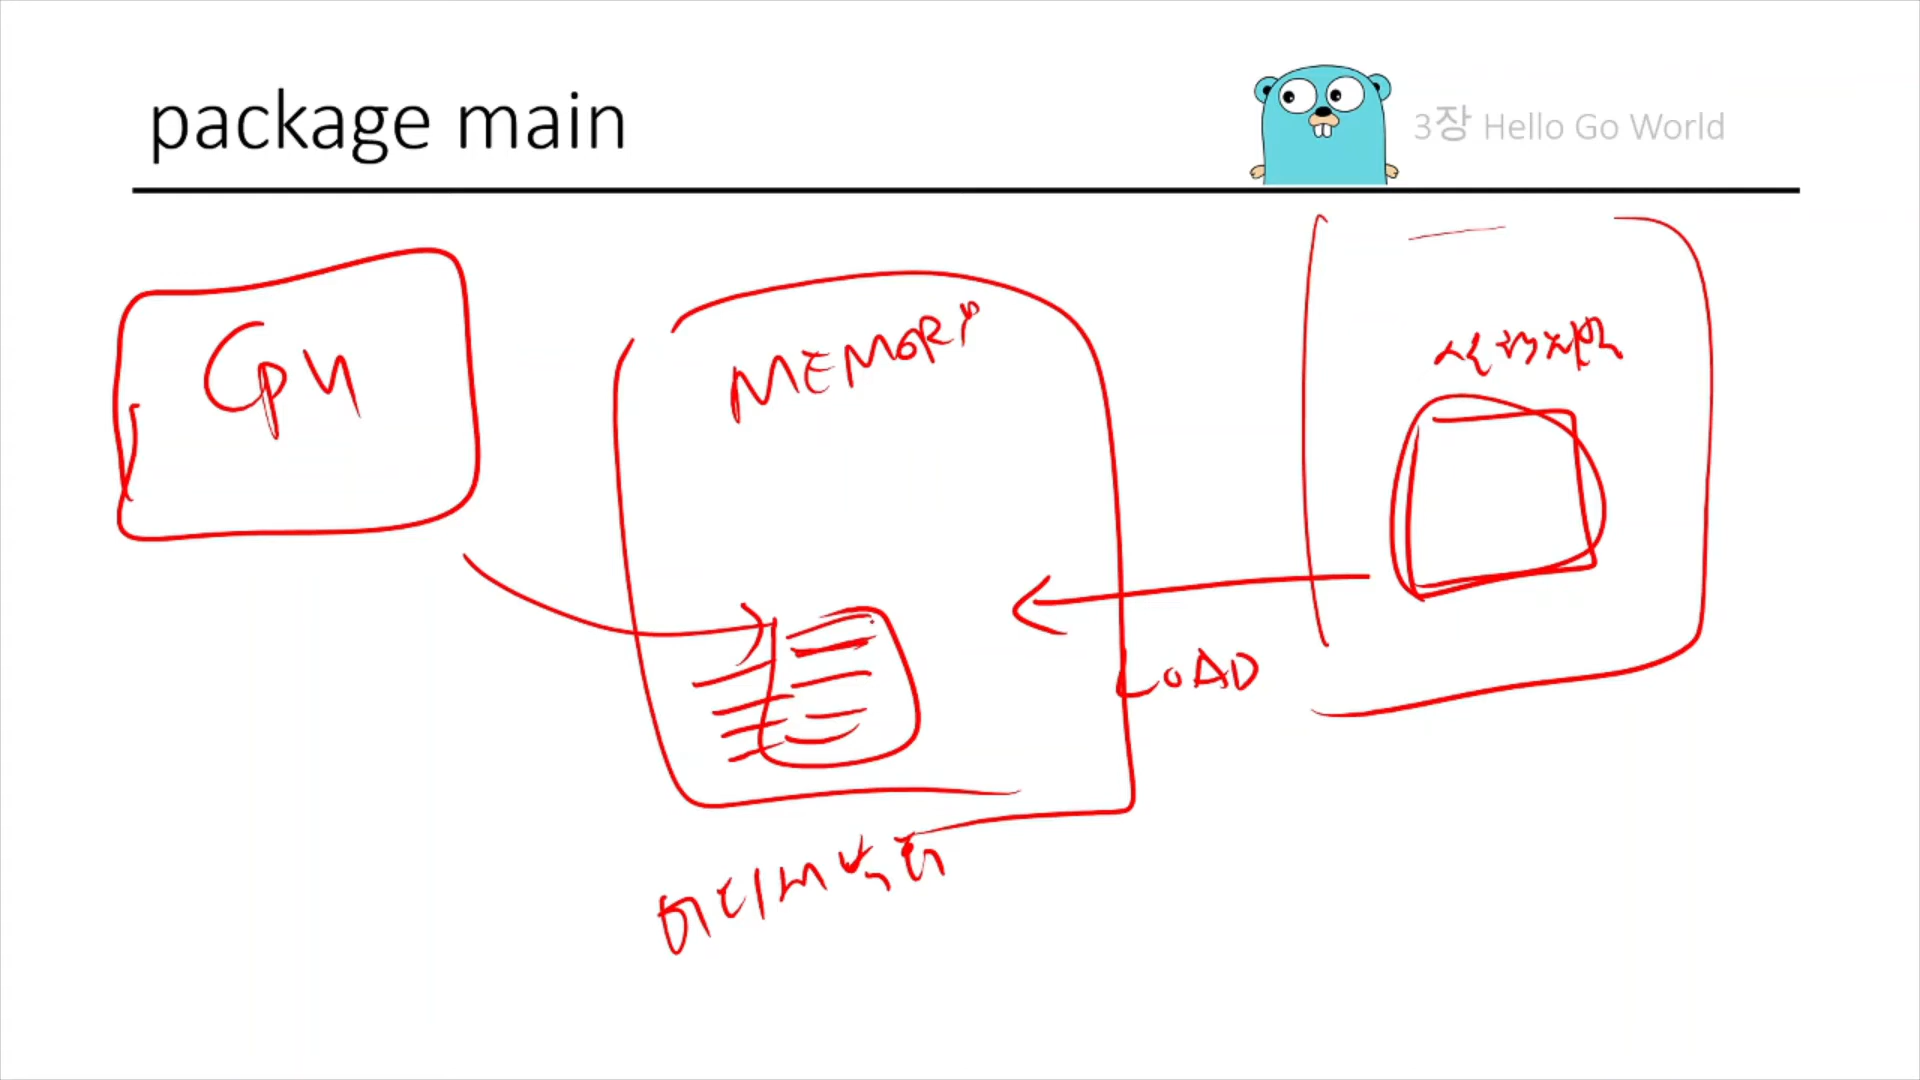 package main
3장 Hello Go World
CPU
MEMORY
LOAD